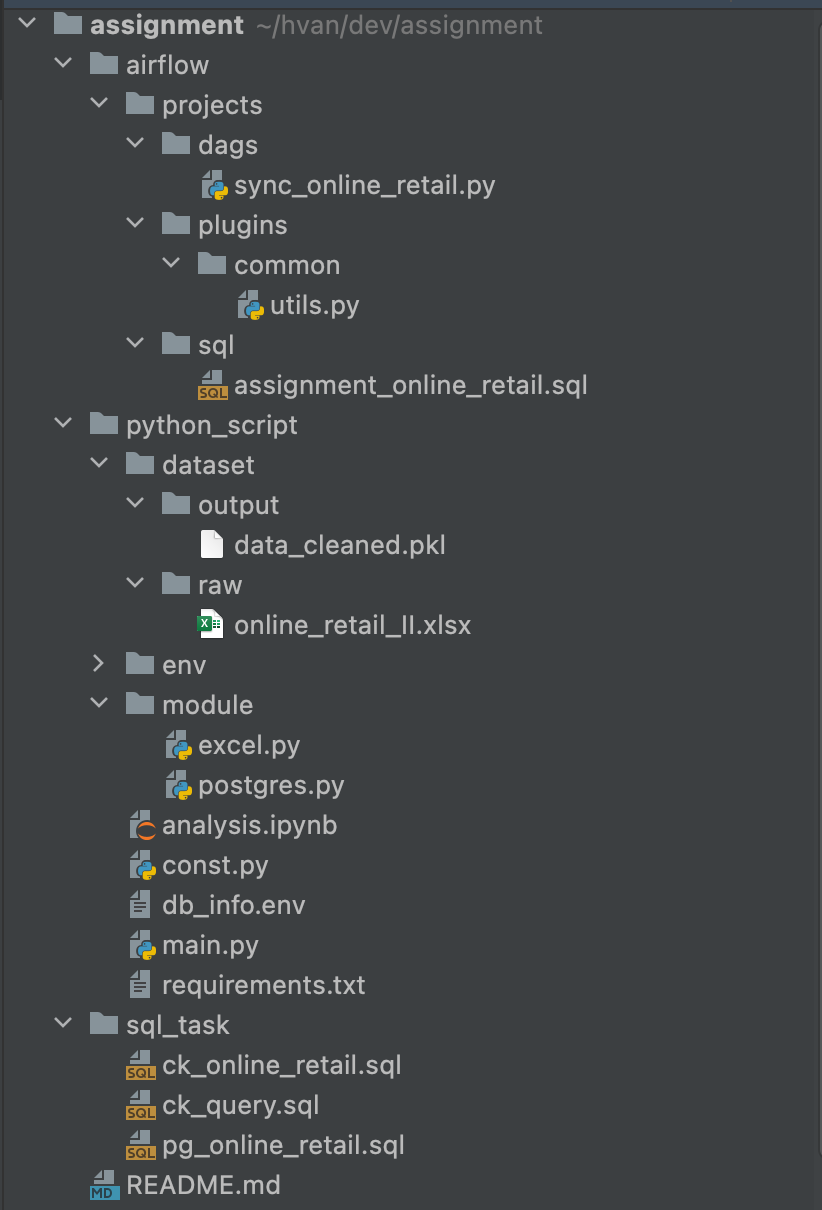 assignment ~/hvan/dev/assignment
airflow
projects
dags
sync_online_retail.py
plugins
common
utils.py
sql
SQL assignment_online_retail.sql
python_script
dataset
output
data_cleaned.pkl
raw
X online_retail_II.xlsx
env
module
excel.py
postgres.py
analysis.ipynb
const.py
db_info.env
main.py
requirements.txt
sql_task
SQL ck_online_retail.sql
SQL ck_query.sql
SQL pg_online_retail.sql
MD README.md